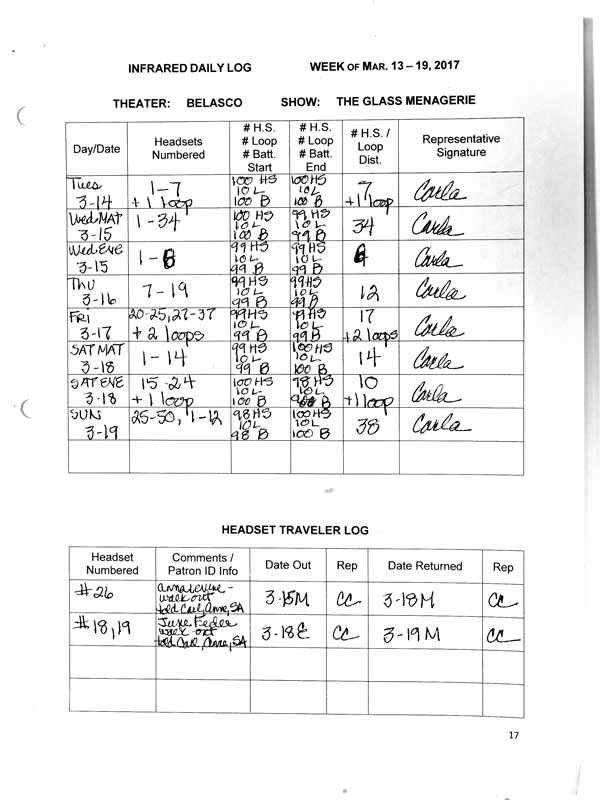 INFRARED DAILY LOG WEEK OF MAR. 13 – 19, 2017
THEATER: BELASCO SHOW: THE GLASS MENAGERIE
Day/Date Headsets Numbered # H.S. # Loop # Batt. Start # H.S. # Loop # Batt. End # H.S. / Loop Dist. Representative Signature
Tues 3-14 1-7 +1 loop 100 HS 10 L 100 B 100 HS 10 L 100 B 7 +1 loop Carla
Wed MAT 3-15 1-34 100 HS 10 L 100 B 99 HS 10 L 99 B 34 Carla
Wed EVE 3-15 1-6 99 HS 10 L 99 B 99 HS 10 L 99 B 6 Carla
THU 3-16 7-19 99 HS 10 L 99 B 99 HS 10 L 99 B 12 Carla
FRI 3-17 20-25, 27-37 +2 loops 99 HS 10 L 99 B 99 HS 10 L 99 B 17 +2 loops Carla
SAT MAT 3-18 1-14 99 HS 10 L 99 B 100 HS 10 L 100 B 14 Carla
SAT EVE 3-18 15-24 +1 loop 100 HS 10 L 100 B 98 HS 10 L B 10 +1 loop Carla
SUN 3-19 25-50, 1-12 98 HS 10 L 98 B 100 HS 10 L 100 B 38 Carla
HEADSET TRAVELER LOG
Headset Numbered Comments / Patron ID Info Date Out Rep Date Returned Rep
#26 Anna Levine - walk out told Carl, Anne, SA 3-15M CC 3-18M CC
#18,19 June Feder walk-out told Carl, Anne, SA 3-18E CC 3-19M CC
17